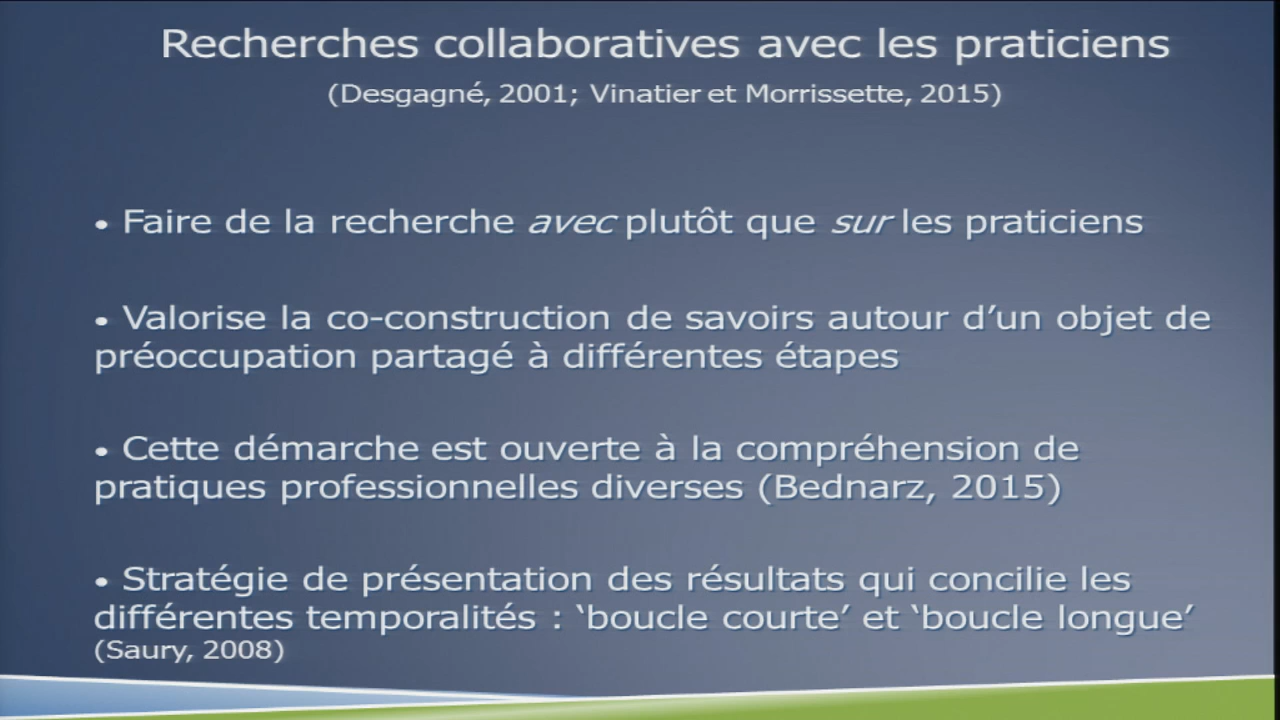 Recherches collaboratives avec les praticiens
(Desgagné, 2001; Vinatier et Morrissette, 2015)
• Faire de la recherche avec plutôt que sur les praticiens
• Valorise la co-construction de savoirs autour d’un objet de
préoccupation partagé à différentes étapes
• Cette démarche est ouverte à la compréhension de
pratiques professionnelles diverses (Bednarz, 2015)
• Stratégie de présentation des résultats qui concilie les
différentes temporalités : ‘boucle courte’ et ‘boucle longue’
(Saury, 2008)